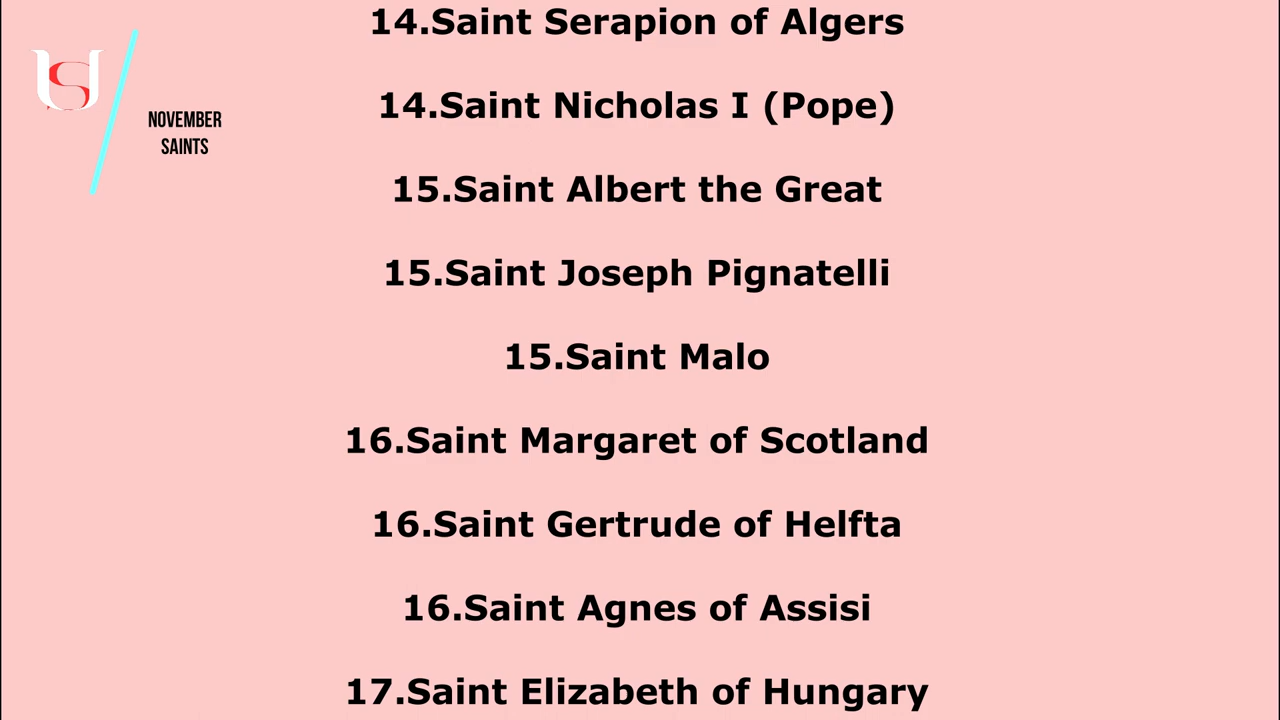 14.Saint Serapion of Algers
14.Saint Nicholas I (Pope)
15.Saint Albert the Great
15.Saint Joseph Pignatelli
15.Saint Malo
16.Saint Margaret of Scotland
16.Saint Gertrude of Helfta
16.Saint Agnes of Assisi
17.Saint Elizabeth of Hungary
US
NOVEMBER
SAINTS